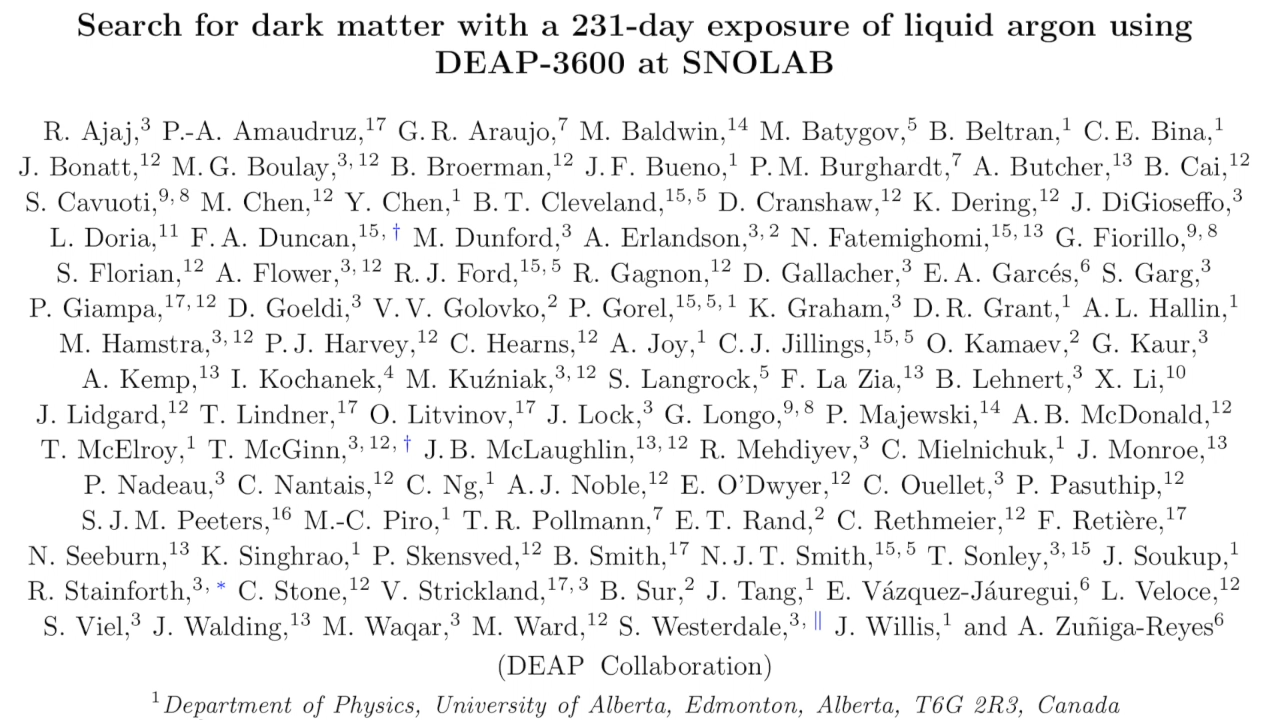 Search for dark matter with a 231-day exposure of liquid argon using
DEAP-3600 at SNOLAB
R. Ajaj,3 P.-A. Amaudruz,17 G. R. Araujo,7 M. Baldwin,14 M. Batygov,5 B. Beltran,1 C. E. Bina,1
J. Bonatt,12 M. G. Boulay,3, 12 B. Broerman,12 J. F. Bueno,1 P. M. Burghardt,7 A. Butcher,13 B. Cai,12
S. Cavuoti,9, 8 M. Chen,12 Y. Chen,1 B. T. Cleveland,15, 5 D. Cranshaw,12 K. Dering,12 J. DiGioseffo,3
L. Doria,11 F. A. Duncan,15, † M. Dunford,3 A. Erlandson,3, 2 N. Fatemighomi,15, 13 G. Fiorillo,9, 8
S. Florian,12 A. Flower,3, 12 R. J. Ford,15, 5 R. Gagnon,12 D. Gallacher,3 E. A. Garcés,6 S. Garg,3
P. Giampa,17, 12 D. Goeldi,3 V. V. Golovko,2 P. Gorel,15, 5, 1 K. Graham,3 D. R. Grant,1 A. L. Hallin,1
M. Hamstra,3, 12 P. J. Harvey,12 C. Hearns,12 A. Joy,1 C. J. Jillings,15, 5 O. Kamaev,2 G. Kaur,3
A. Kemp,13 I. Kochanek,4 M. Kuźniak,3, 12 S. Langrock,5 F. La Zia,13 B. Lehnert,3 X. Li,10
J. Lidgard,12 T. Lindner,17 O. Litvinov,17 J. Lock,3 G. Longo,9, 8 P. Majewski,14 A. B. McDonald,12
T. McElroy,1 T. McGinn,3, 12, † J. B. McLaughlin,13, 12 R. Mehdiyev,3 C. Mielnichuk,1 J. Monroe,13
P. Nadeau,3 C. Nantais,12 C. Ng,1 A. J. Noble,12 E. O'Dwyer,12 C. Ouellet,3 P. Pasuthip,12
S. J. M. Peeters,16 M.-C. Piro,1 T. R. Pollmann,7 E. T. Rand,2 C. Rethmeier,12 F. Retière,17
N. Seeburn,13 K. Singhrao,1 P. Skensved,12 B. Smith,17 N. J. T. Smith,15, 5 T. Sonley,3, 15 J. Soukup,1
R. Stainforth,3, * C. Stone,12 V. Strickland,17, 3 B. Sur,2 J. Tang,1 E. Vázquez-Jáuregui,6 L. Veloce,12
S. Viel,3 J. Walding,13 M. Waqar,3 M. Ward,12 S. Westerdale,3, ‖ J. Willis,1 and A. Zuñiga-Reyes6
(DEAP Collaboration)
1 Department of Physics, University of Alberta, Edmonton, Alberta, T6G 2R3, Canada